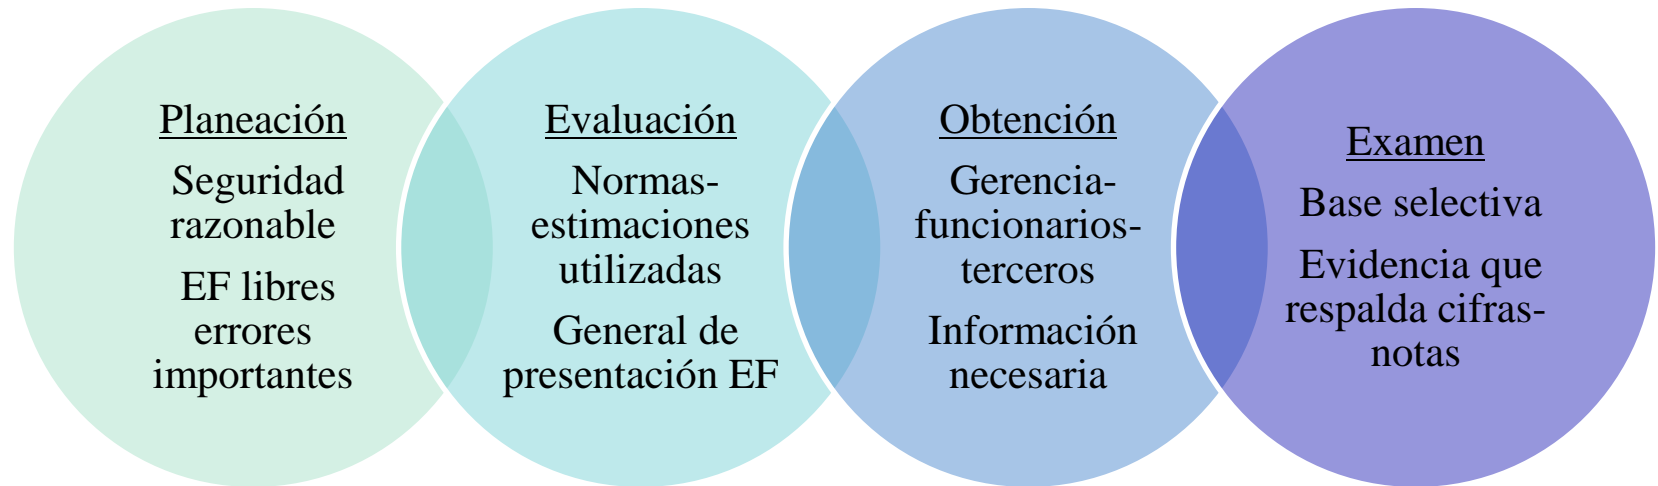 Planeación
Seguridad
razonable
EF libres
errores
importantes
Evaluación
Normas-
estimaciones
utilizadas
General de
presentación EF
Obtención
Gerencia-
funcionarios-
terceros
Información
necesaria
Examen
Base selectiva
Evidencia que
respalda cifras-
notas